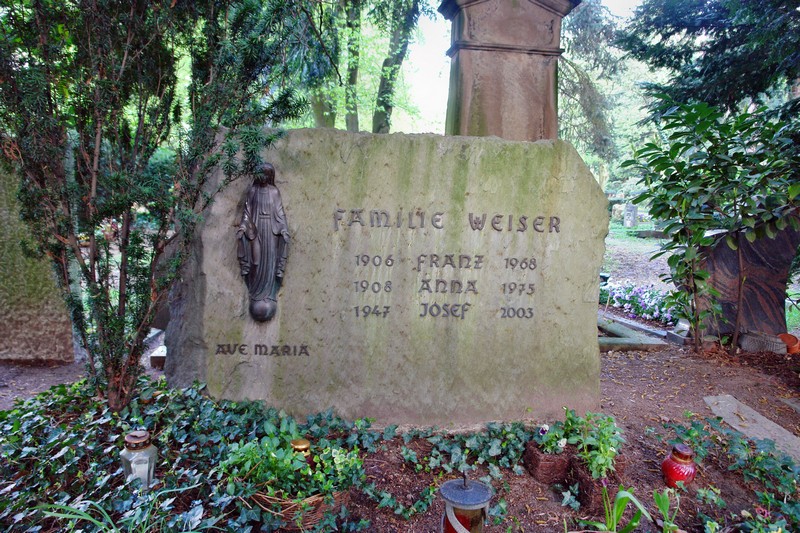 FAMILIE WEISER
1906 FRANZ 1968
1908 ANNA 1975
1947 JOSEF 2003
AVE MARIA